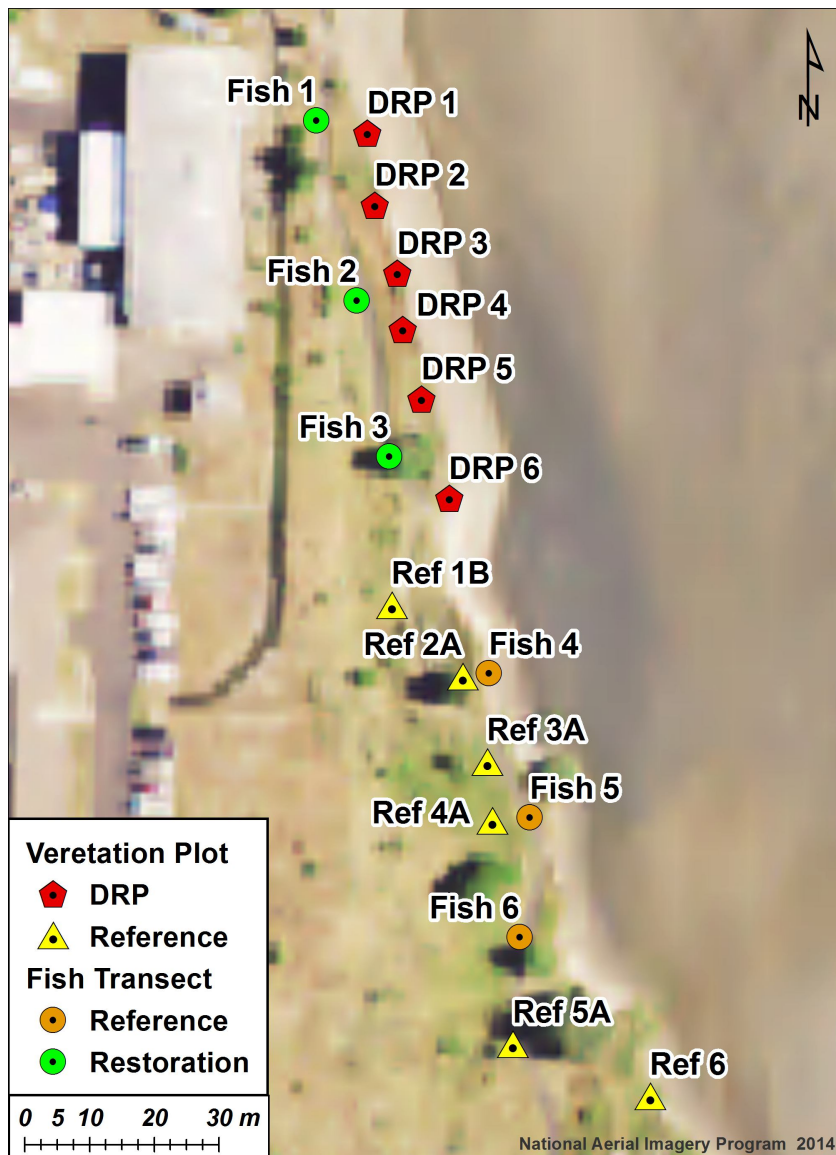 N
Fish 1
DRP 1
DRP 2
DRP 3
Fish 2
DRP 4
DRP 5
Fish 3
DRP 6
Ref 1B
Ref 2A
Fish 4
Ref 3A
Fish 5
Ref 4A
Fish 6
Ref 5A
Ref 6
Veretation Plot
DRP
Reference
Fish Transect
Reference
Restoration
0 5 10 20 30 m
National Aerial Imagery Program 2014